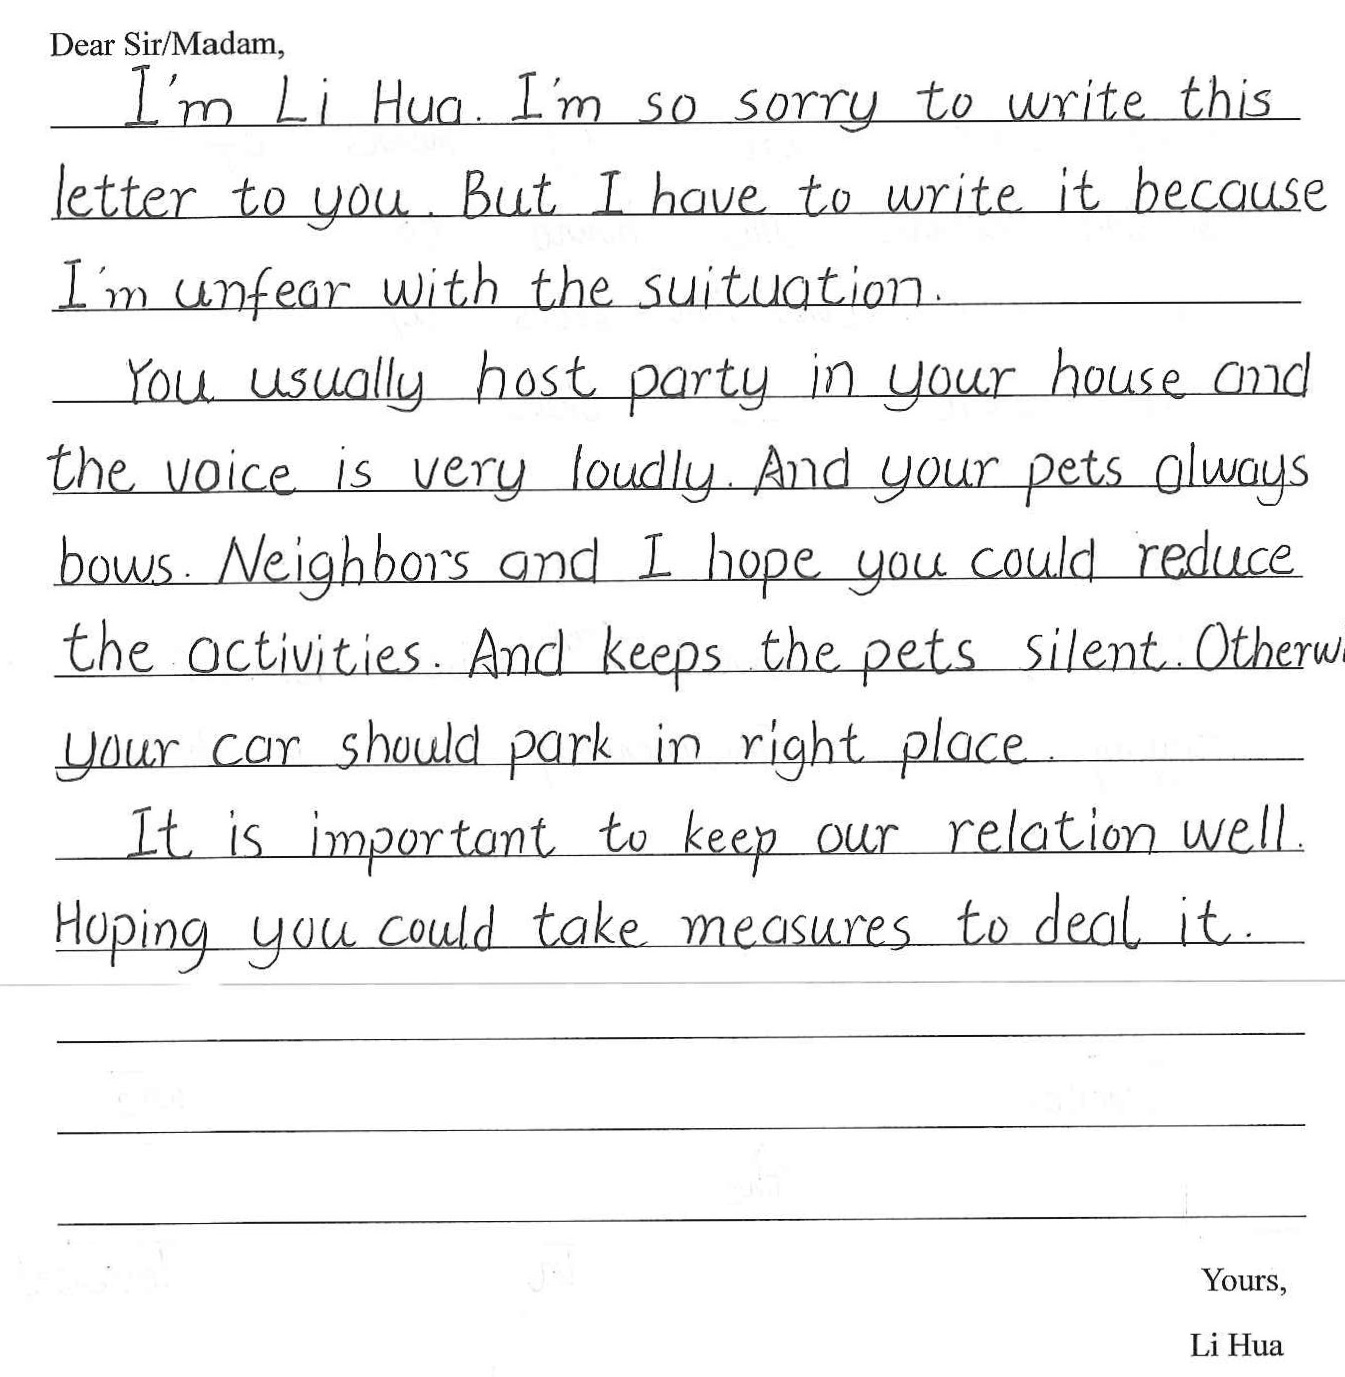 Dear Sir/Madam,
I'm Li Hua. I'm so sorry to write this
letter to you. But I have to write it because
I'm unfear with the suituation.
You usually host party in your house and
the voice is very loudly. And your pets always
bows. Neighbors and I hope you could reduce
the activities. And keeps the pets silent. Otherwi
your car should park in right place.
It is important to keep our relation well.
Hoping you could take measures to deal it.
Yours,
Li Hua